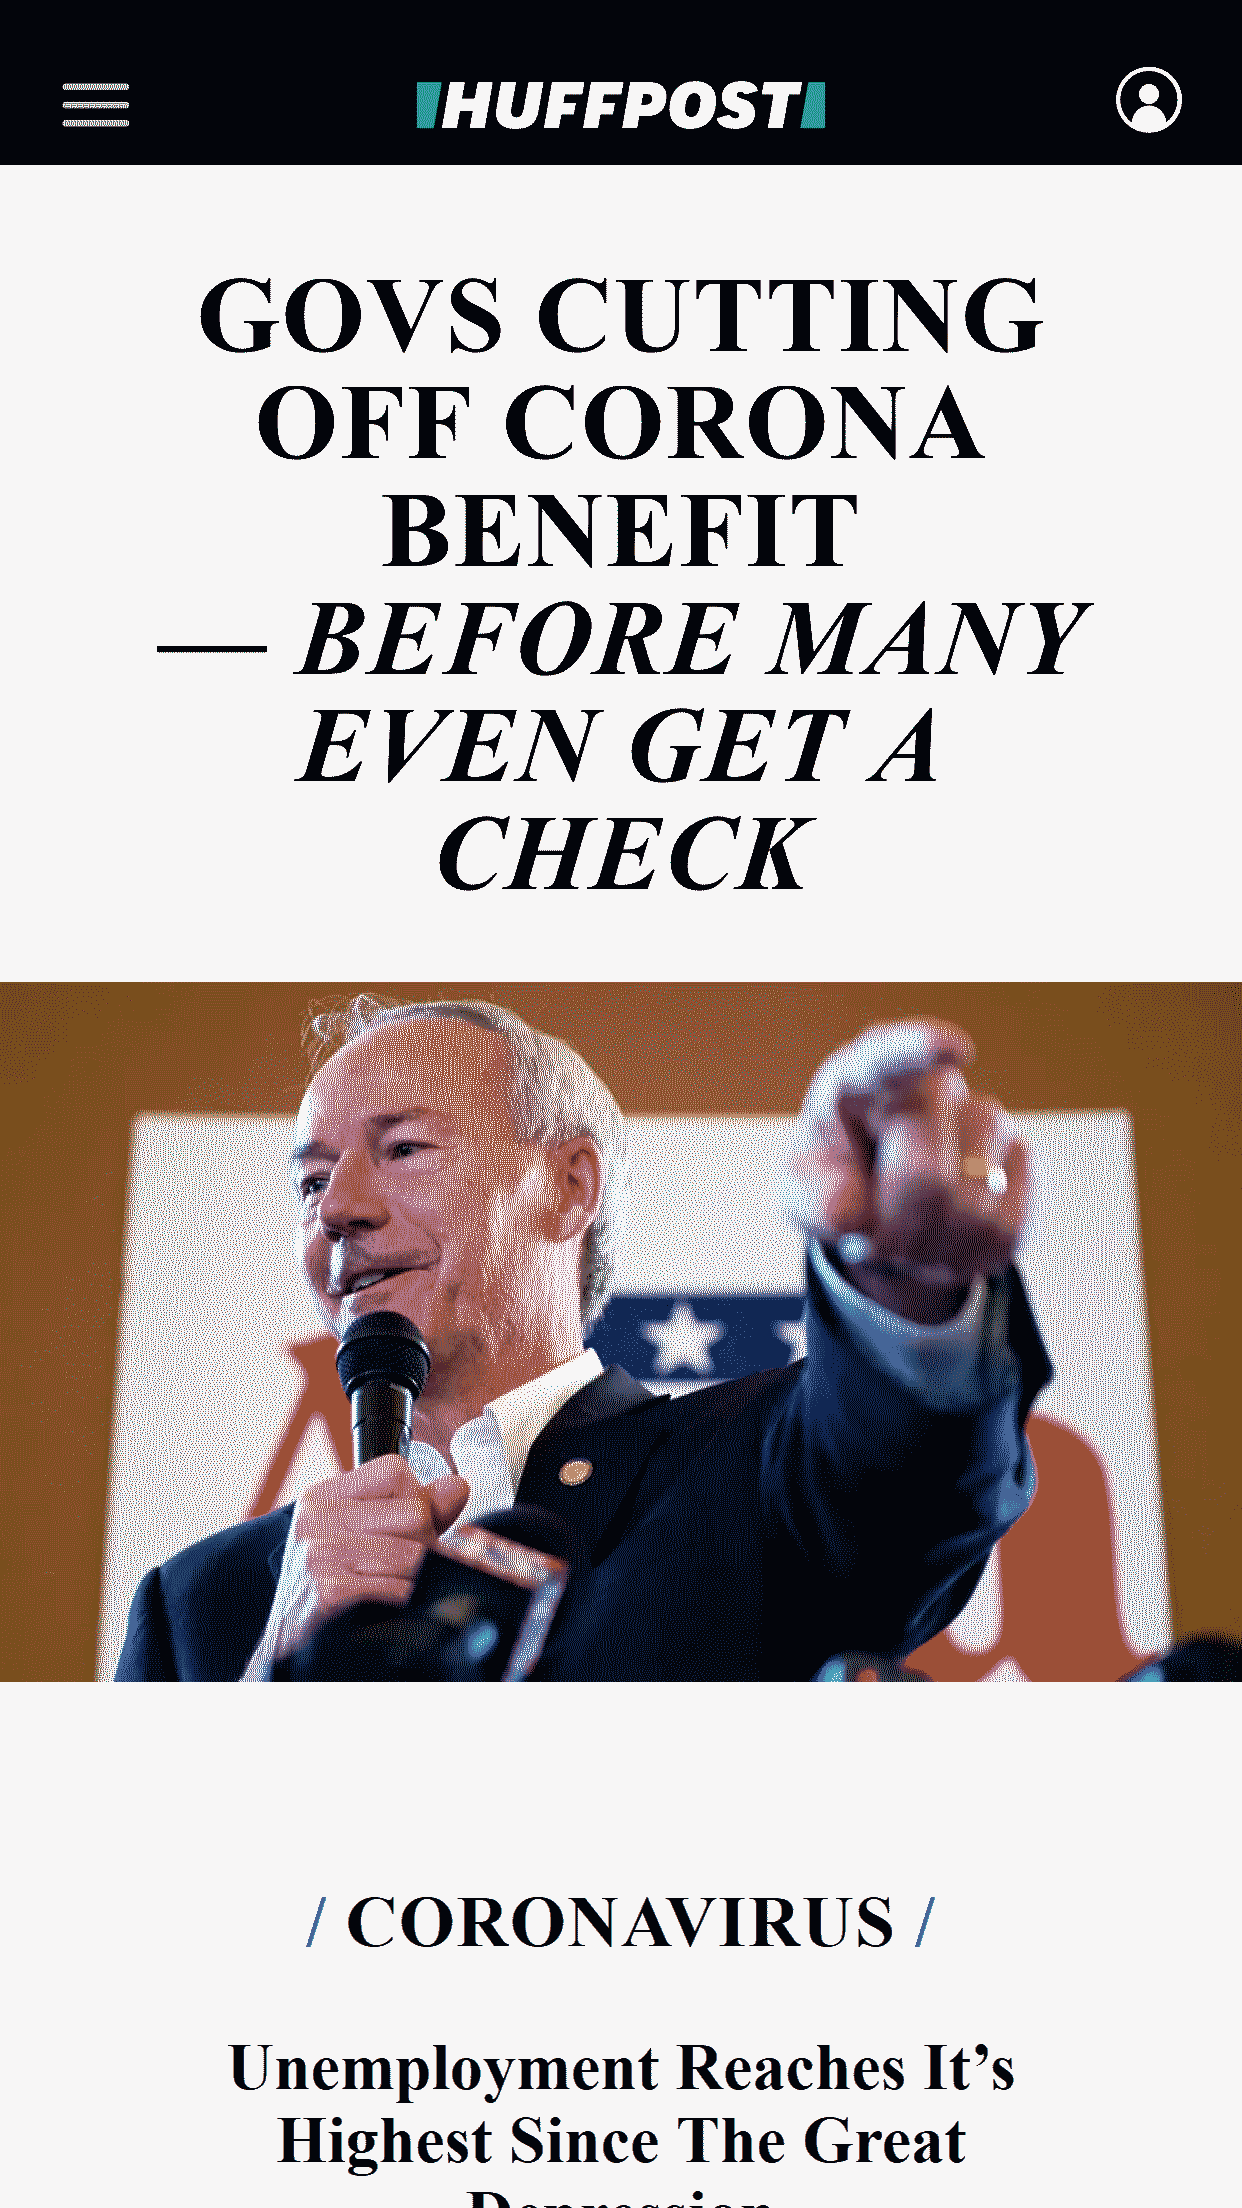 HUFFPOST
GOVS CUTTING
OFF CORONA
BENEFIT
— BEFORE MANY
EVEN GET A
CHECK
/ CORONAVIRUS /
Unemployment Reaches It’s
Highest Since The Great
Depression